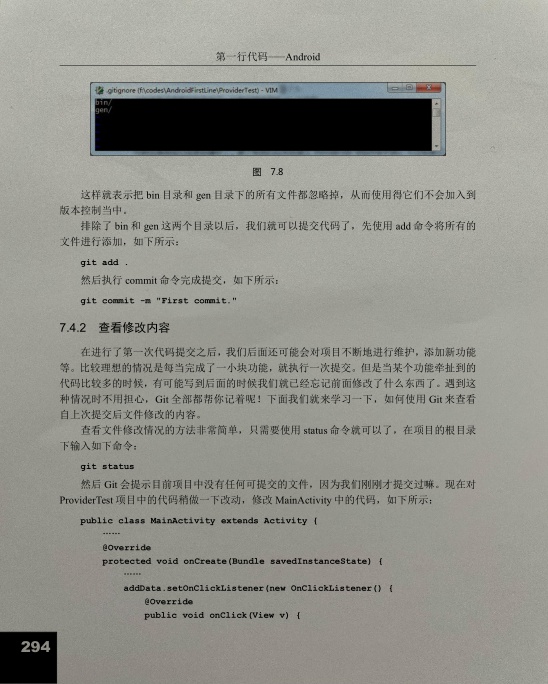 第一行代码——Android
.gitignore (f:\codes\AndroidFirstLine\ProviderTest) - VIM
bin/
gen/
图 7.8
这样就表示把 bin 目录和 gen 目录下的所有文件都忽略掉，从而使用得它们不会加入到
版本控制当中。
排除了 bin 和 gen 这两个目录以后，我们就可以提交代码了，先使用 add 命令将所有的
文件进行添加，如下所示：
git add .
然后执行 commit 命令完成提交，如下所示：
git commit -m "First commit."
7.4.2 查看修改内容
在进行了第一次代码提交之后，我们后面还可能会对项目不断地进行维护，添加新功能
等。比较理想的情况是每当完成了一小块功能，就执行一次提交。但是当某个功能牵扯到的
代码比较多的时候，有可能写到后面的时候我们就已经忘记前面修改了什么东西了。遇到这
种情况时不用担心，Git 全部都帮你记着呢！下面我们就来学习一下，如何使用 Git 来查看
自上次提交后文件修改的内容。
查看文件修改情况的方法非常简单，只需要使用 status 命令就可以了，在项目的根目录
下输入如下命令：
git status
然后 Git 会提示目前项目中没有任何可提交的文件，因为我们刚刚才提交过嘛。现在对
ProviderTest 项目中的代码稍做一下改动，修改 MainActivity 中的代码，如下所示：
public class MainActivity extends Activity {
……
@Override
protected void onCreate(Bundle savedInstanceState) {
……
addData.setOnClickListener(new OnClickListener() {
@Override
public void onClick(View v) {
294